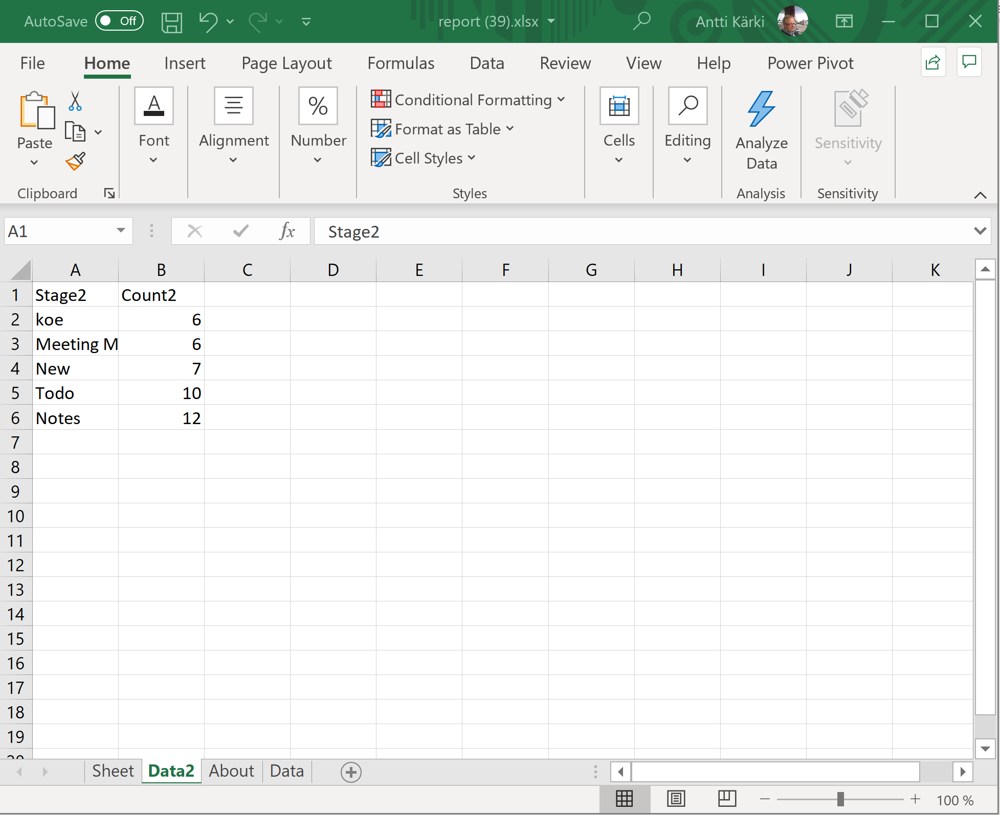 AutoSave Off report (39).xlsx Antti Kärki
File Home Insert Page Layout Formulas Data Review View Help Power Pivot
Paste
Font
Alignment
Number
Conditional Formatting
Format as Table
Cell Styles
Cells
Editing
Analyze
Data
Sensitivity
Clipboard Styles Analysis Sensitivity
A1 fx Stage2
A B C D E F G H I J K
1 Stage2 Count2
2 koe 6
3 Meeting M 6
4 New 7
5 Todo 10
6 Notes 12
7
8
9
10
11
12
13
14
15
16
17
18
19
20
Sheet Data2 About Data
100 %